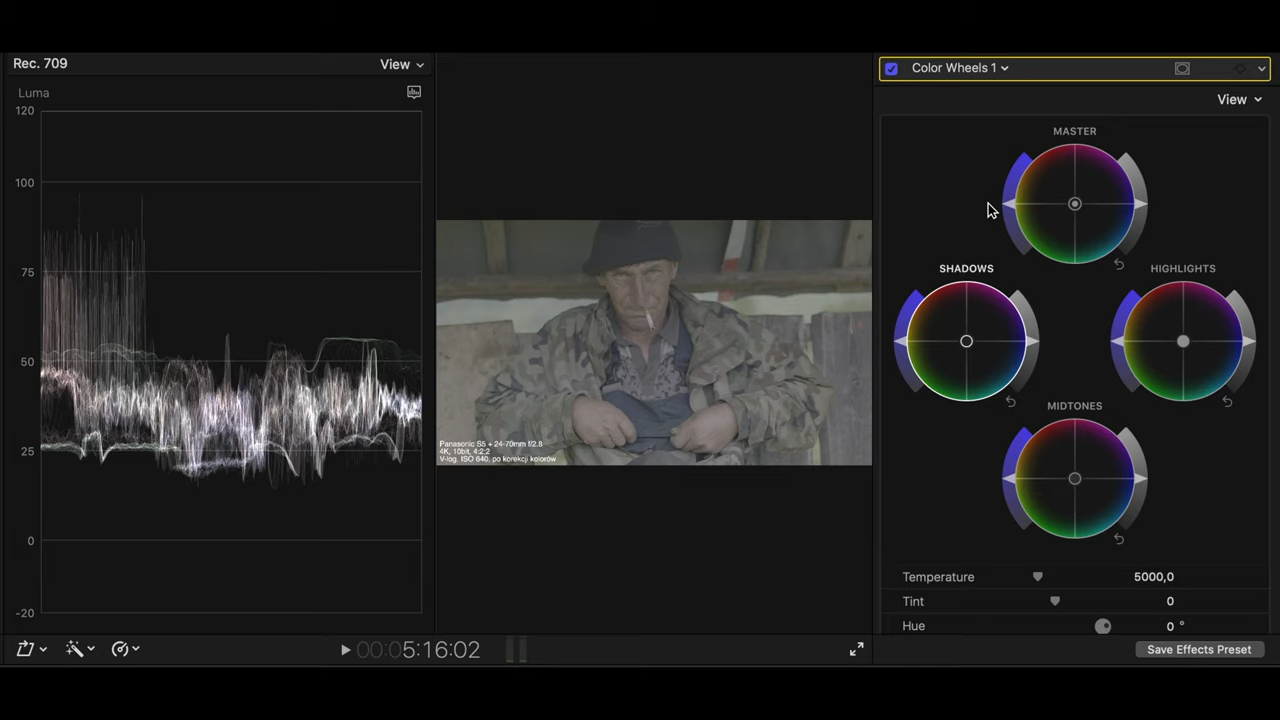 Rec. 709
View
Luma
120
100
75
50
25
0
-20
Panasonic S5 + 24-70mm f/2.8
4K, 10bit, 4:2:2
V-log, ISO 640, po korekcji kolorów
00:05:16:02
Color Wheels 1
View
MASTER
SHADOWS
HIGHLIGHTS
MIDTONES
Temperature 5000,0
Tint 0
Hue 0 °
Save Effects Preset